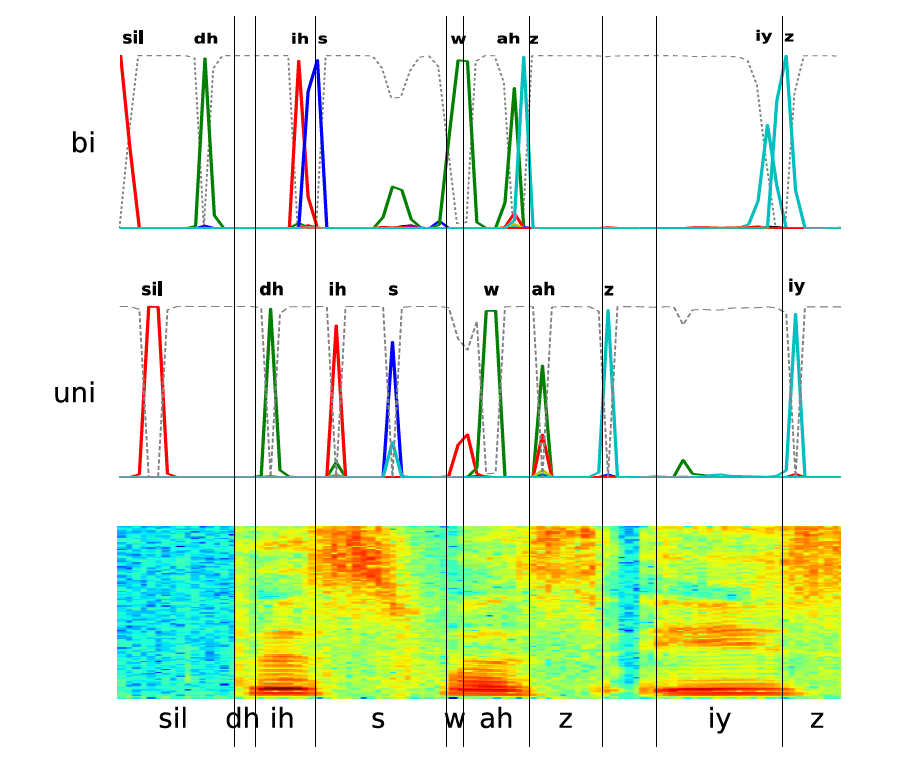 sil dh ih s w ah z iy z
bi
sil dh ih s w ah z iy
uni
sil dh ih s w ah z iy z